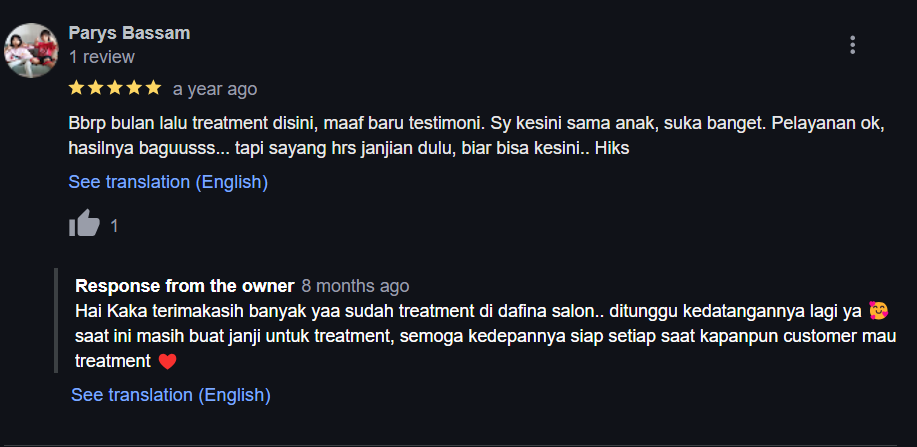 Parys Bassam
1 review
a year ago
Bbrp bulan lalu treatment disini, maaf baru testimoni. Sy kesini sama anak, suka banget. Pelayanan ok,
hasilnya baguusss... tapi sayang hrs janjian dulu, biar bisa kesini.. Hiks
See translation (English)
1
Response from the owner 8 months ago
Hai Kaka terimakasih banyak yaa sudah treatment di dafina salon.. ditunggu kedatangannya lagi ya 🥰
saat ini masih buat janji untuk treatment, semoga kedepannya siap setiap saat kapanpun customer mau
treatment ❤️
See translation (English)